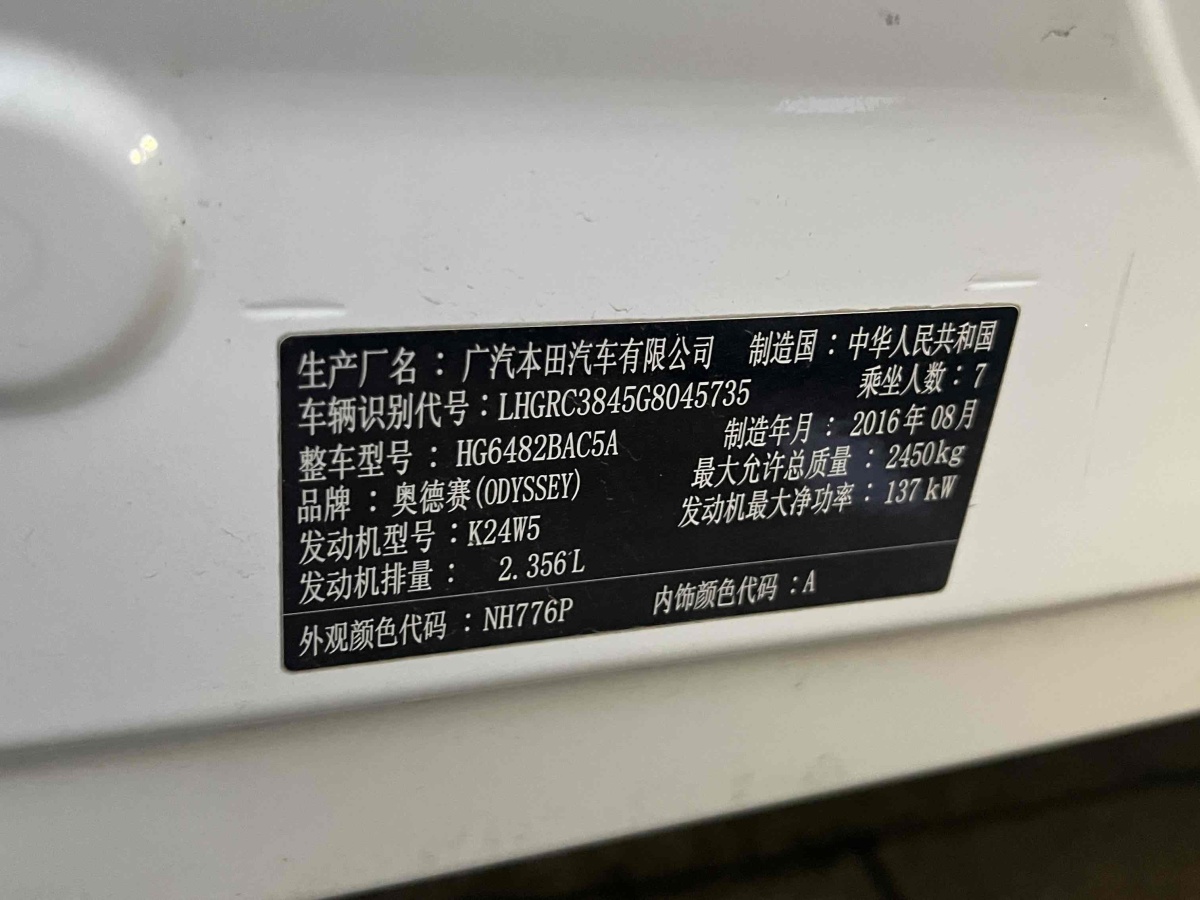 生产厂名：广汽本田汽车有限公司 制造国：中华人民共和国
车辆识别代号：LHGRC3845G8045735 乘坐人数：7
整车型号：HG6482BAC5A 制造年月：2016年08月
品牌：奥德赛(ODYSSEY) 最大允许总质量：2450kg
发动机型号：K24W5 发动机最大净功率：137kW
发动机排量：2.356L
外观颜色代码：NH776P 内饰颜色代码：A